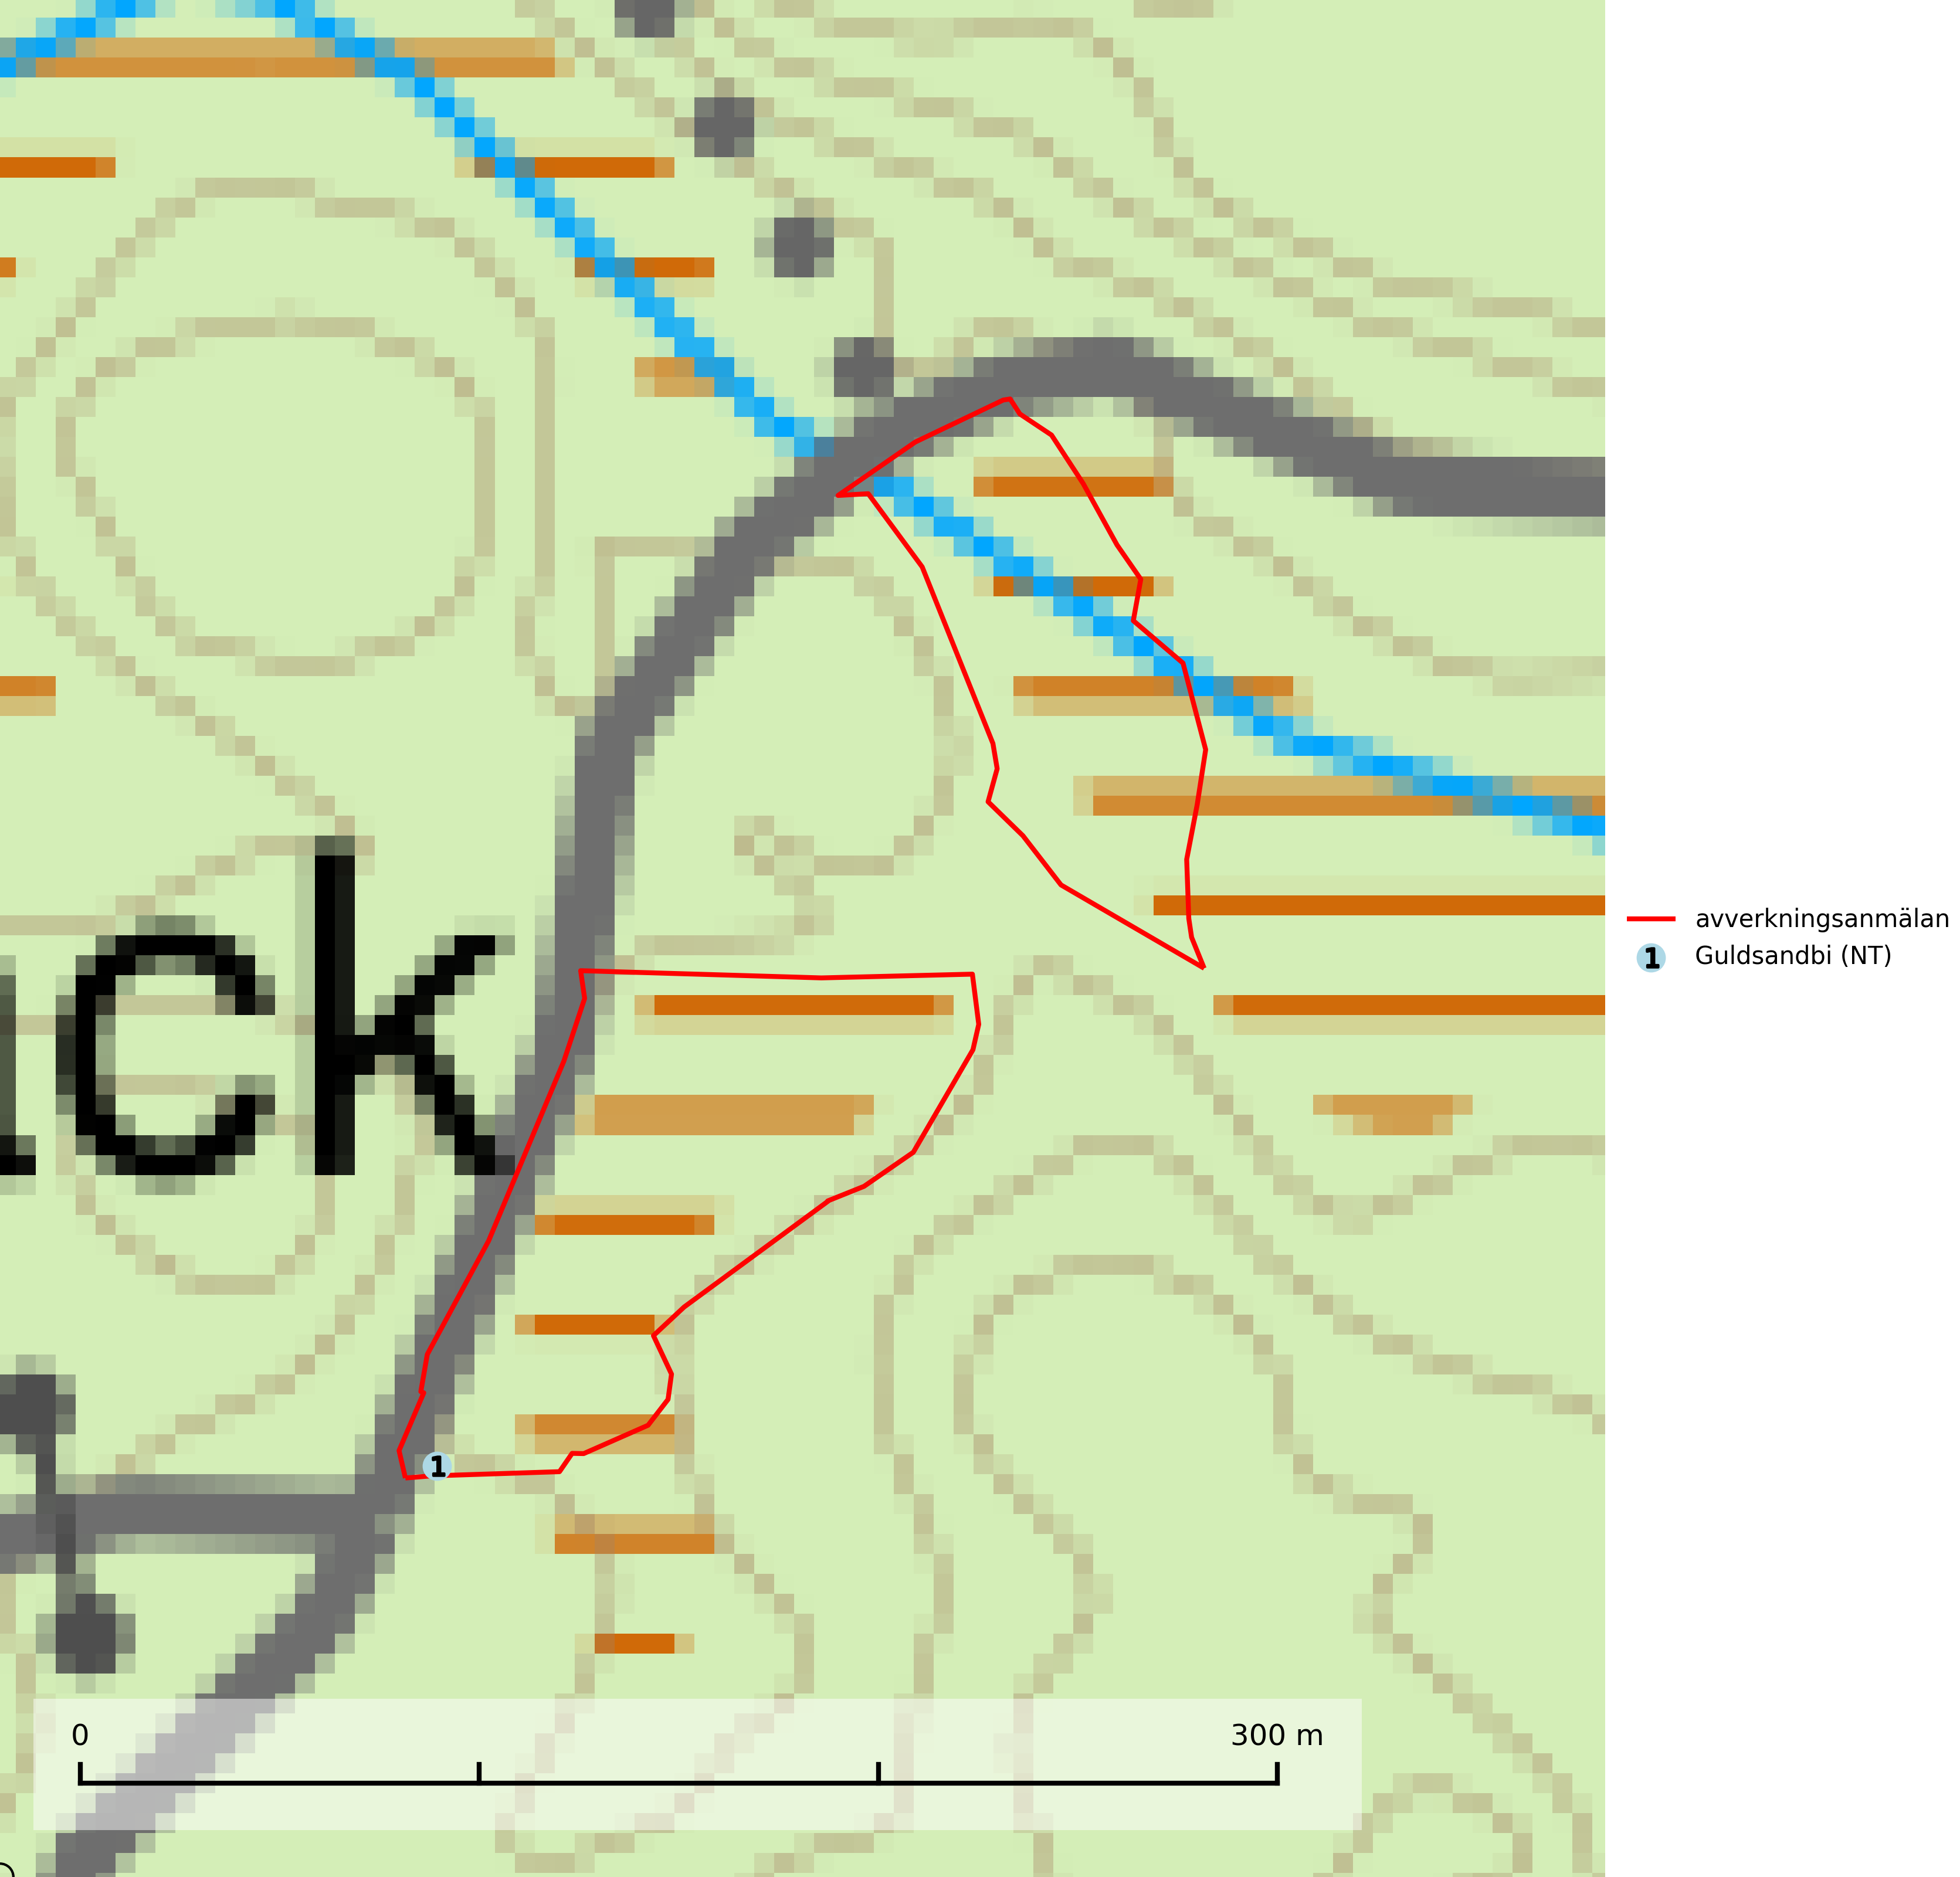 ck
avverkningsanmälan
1 Guldsandbi (NT)
1
0 300 m